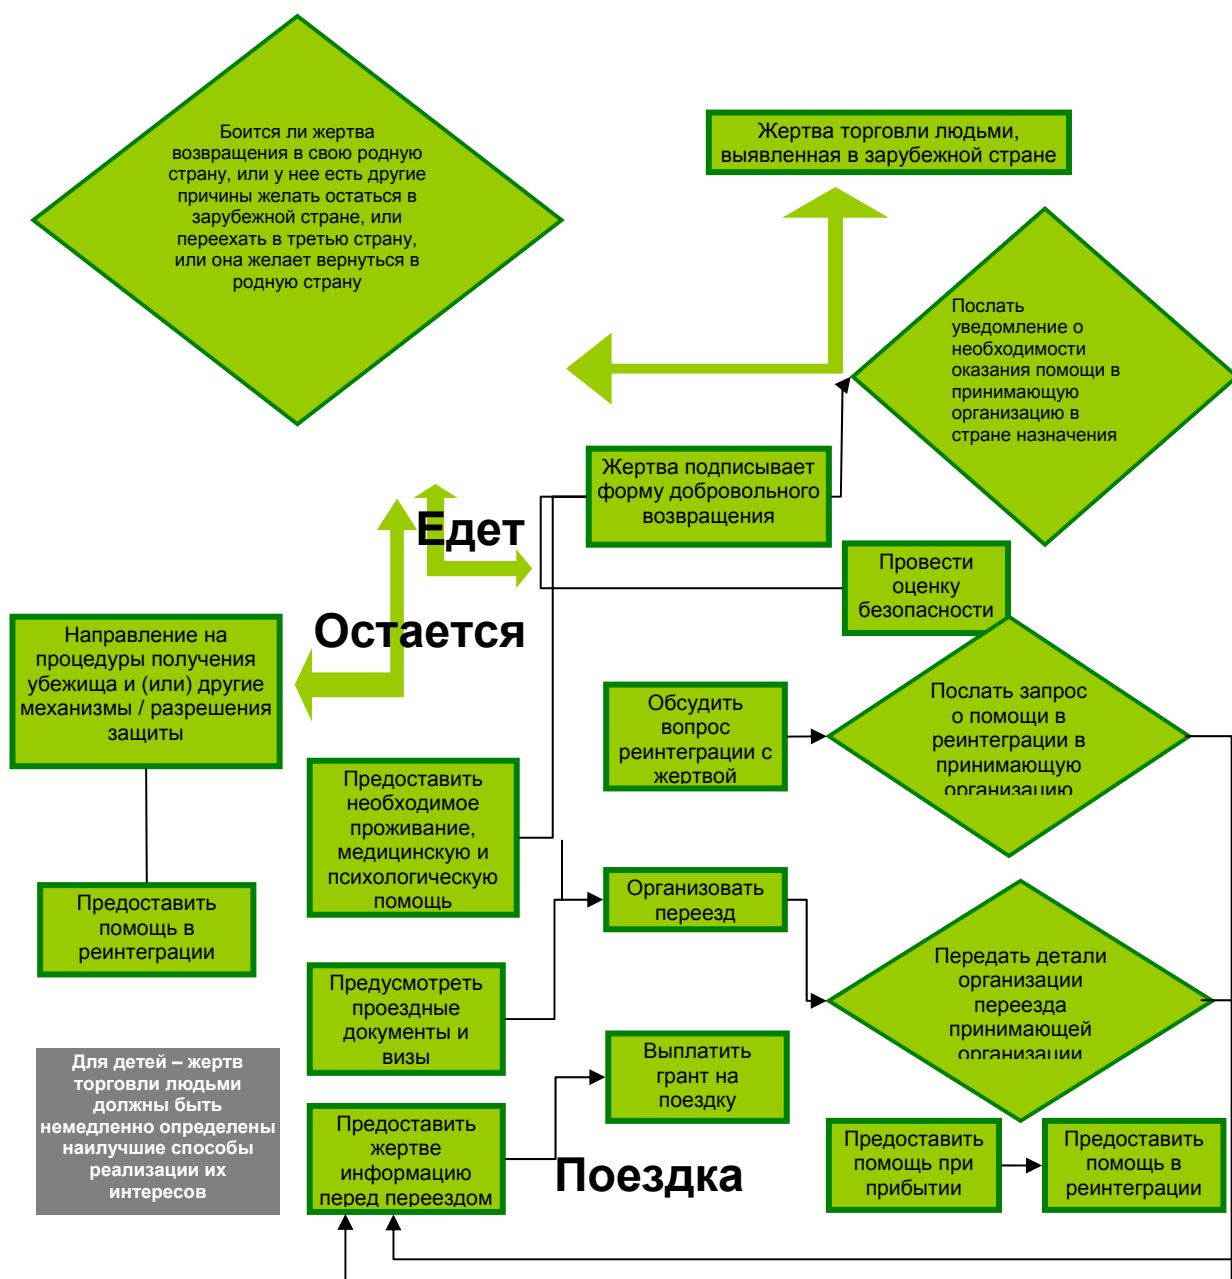 Боится ли жертва
возвращения в свою родную
страну, или у нее есть другие
причины желать остаться в
зарубежной стране, или
переехать в третью страну,
или она желает вернуться в
родную страну
Жертва торговли людьми,
выявленная в зарубежной стране
Послать
уведомление о
необходимости
оказания помощи в
принимающую
организацию в
стране назначения
Жертва подписывает
форму добровольного
возвращения
Едет
Провести
оценку
безопасности
Остается
Направление на
процедуры получения
убежища и (или) другие
механизмы / разрешения
защиты
Обсудить
вопрос
реинтеграции с
жертвой
Послать запрос
о помощи в
реинтеграции в
принимающую
организацию
Предоставить
необходимое
проживание,
медицинскую и
психологическую
помощь
Предоставить
помощь в
реинтеграции
Организовать
переезд
Передать детали
организации
переезда
принимающей
организации
Предусмотреть
проездные
документы и
визы
Выплатить
грант на
поездку
Для детей – жертв
торговли людьми
должны быть
немедленно определены
наилучшие способы
реализации их
интересов
Предоставить
жертве
информацию
перед переездом
Поездка
Предоставить
помощь при
прибытии
Предоставить
помощь в
реинтеграции